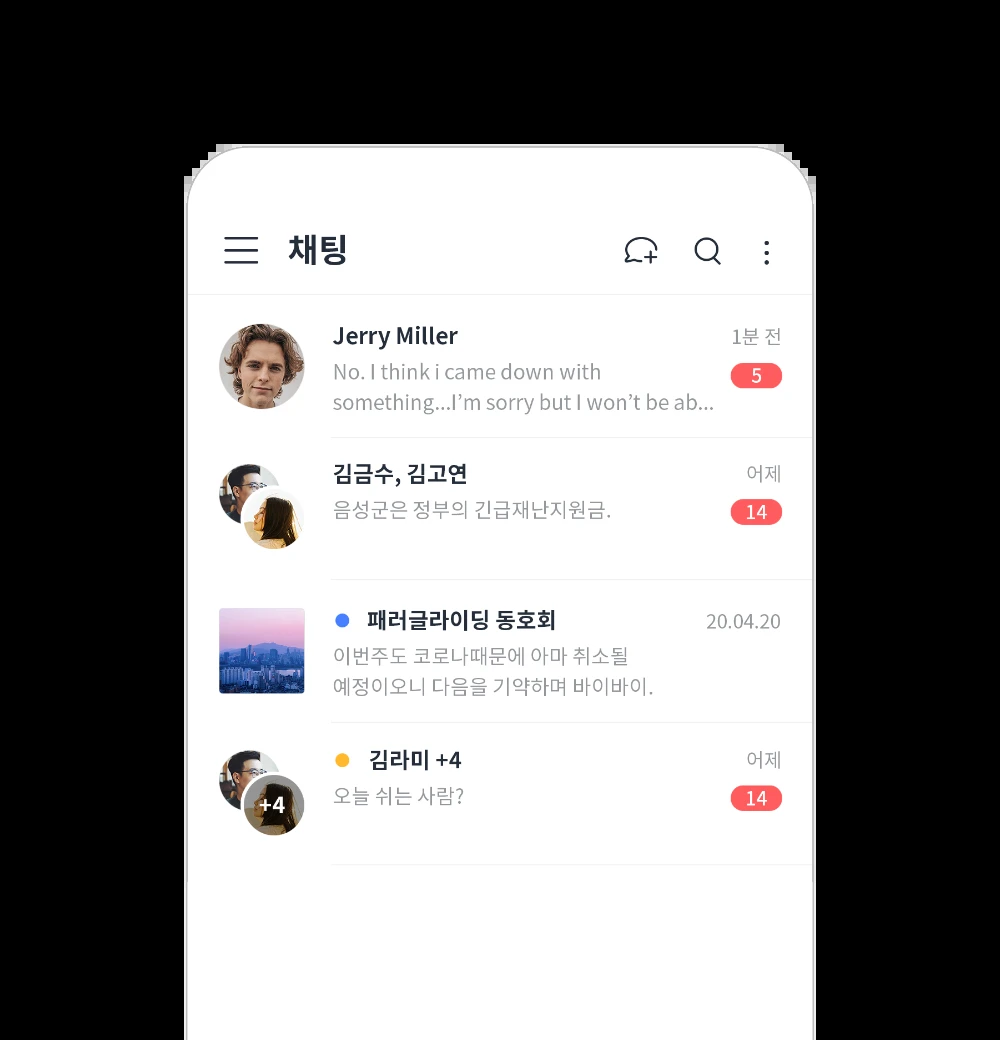 채팅
Jerry Miller
1분 전
No. I think i came down with
5
something...I’m sorry but I won’t be ab...
김금수, 김고연
어제
음성군은 정부의 긴급재난지원금.
14
패러글라이딩 동호회
20.04.20
이번주도 코로나때문에 아마 취소될
예정이오니 다음을 기약하며 바이바이.
김라미 +4
어제
오늘 쉬는 사람?
14
+4